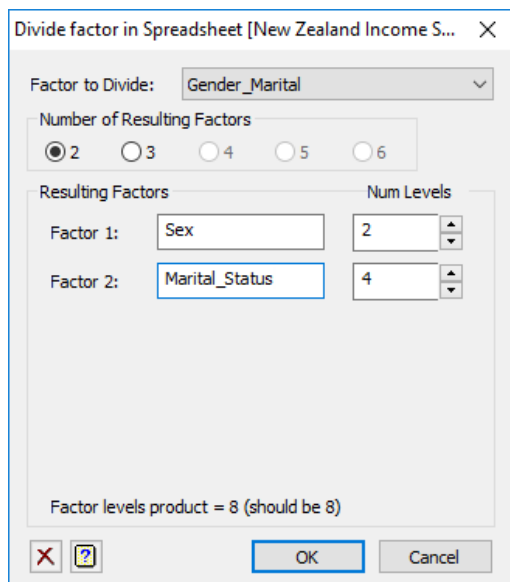 Divide factor in Spreadsheet [New Zealand Income S...
Factor to Divide: Gender_Marital
Number of Resulting Factors
2 3 4 5 6
Resulting Factors Num Levels
Factor 1: Sex 2
Factor 2: Marital_Status 4
Factor levels product = 8 (should be 8)
? OK Cancel